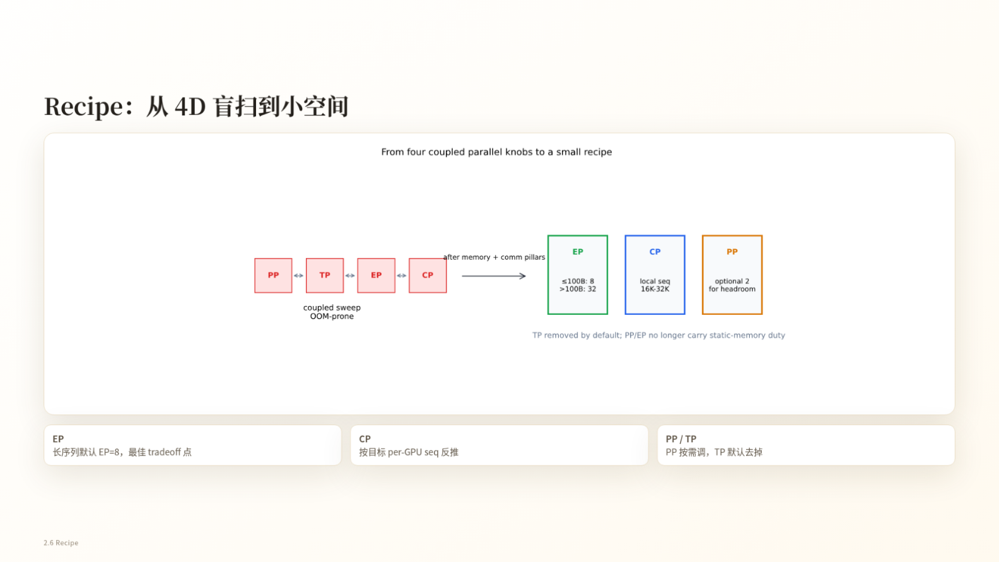 Recipe：从 4D 盲扫到小空间
From four coupled parallel knobs to a small recipe
PP
TP
EP
CP
coupled sweep
OOM-prone
after memory + comm pillars
EP
≤100B: 8
>100B: 32
CP
local seq
16K-32K
PP
optional 2
for headroom
TP removed by default; PP/EP no longer carry static-memory duty
EP
长序列默认 EP=8，最佳 tradeoff 点
CP
按目标 per-GPU seq 反推
PP / TP
PP 按需调，TP 默认去掉
2.6 Recipe